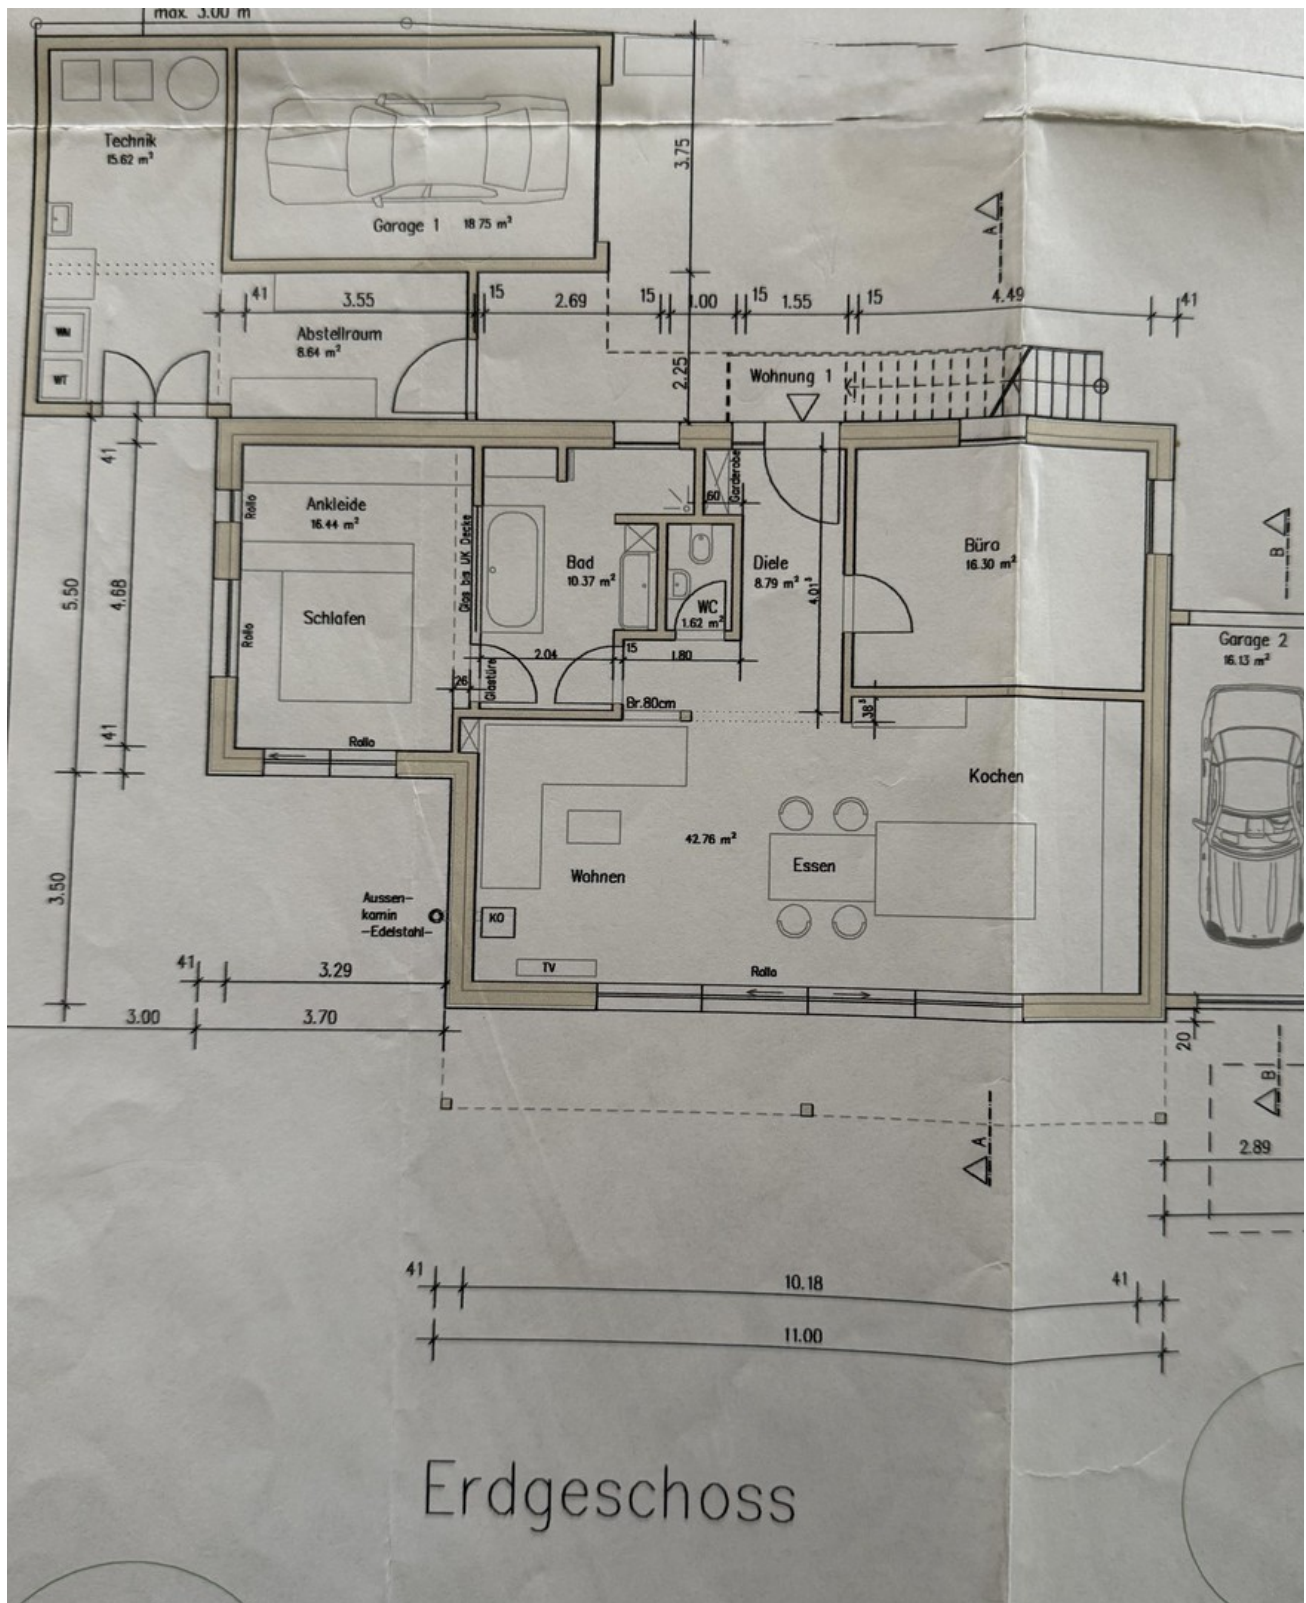 max. 3.00 m
Technik
15.62 m²
3.75
Garage 1 18.75 m²
A
41
3.55
15
2.69
15
1.00
15
1.55
15
4.49
41
Abstellraum
8.64 m²
WM
WT
2.25
Wohnung 1
41
Rollo
Ankleide
16.44 m²
Glas bis UK Decke
60
Garderobe
B
5.50
4.68
Bad
10.37 m²
Diele
8.79 m²
4.01⁵
Büro
16.30 m²
Schlafen
WC
1.62 m²
Rollo
Garage 2
16.13 m²
2.04
15
1.80
Glastüre
26
Br.80cm
38⁵
41
Rollo
Kochen
42.76 m²
Essen
Wohnen
3.50
Aussen-
kamin
-Edelstahl-
KO
41
3.29
TV
Rollo
3.00
3.70
20
B
A
2.89
41
10.18
41
11.00
Erdgeschoss